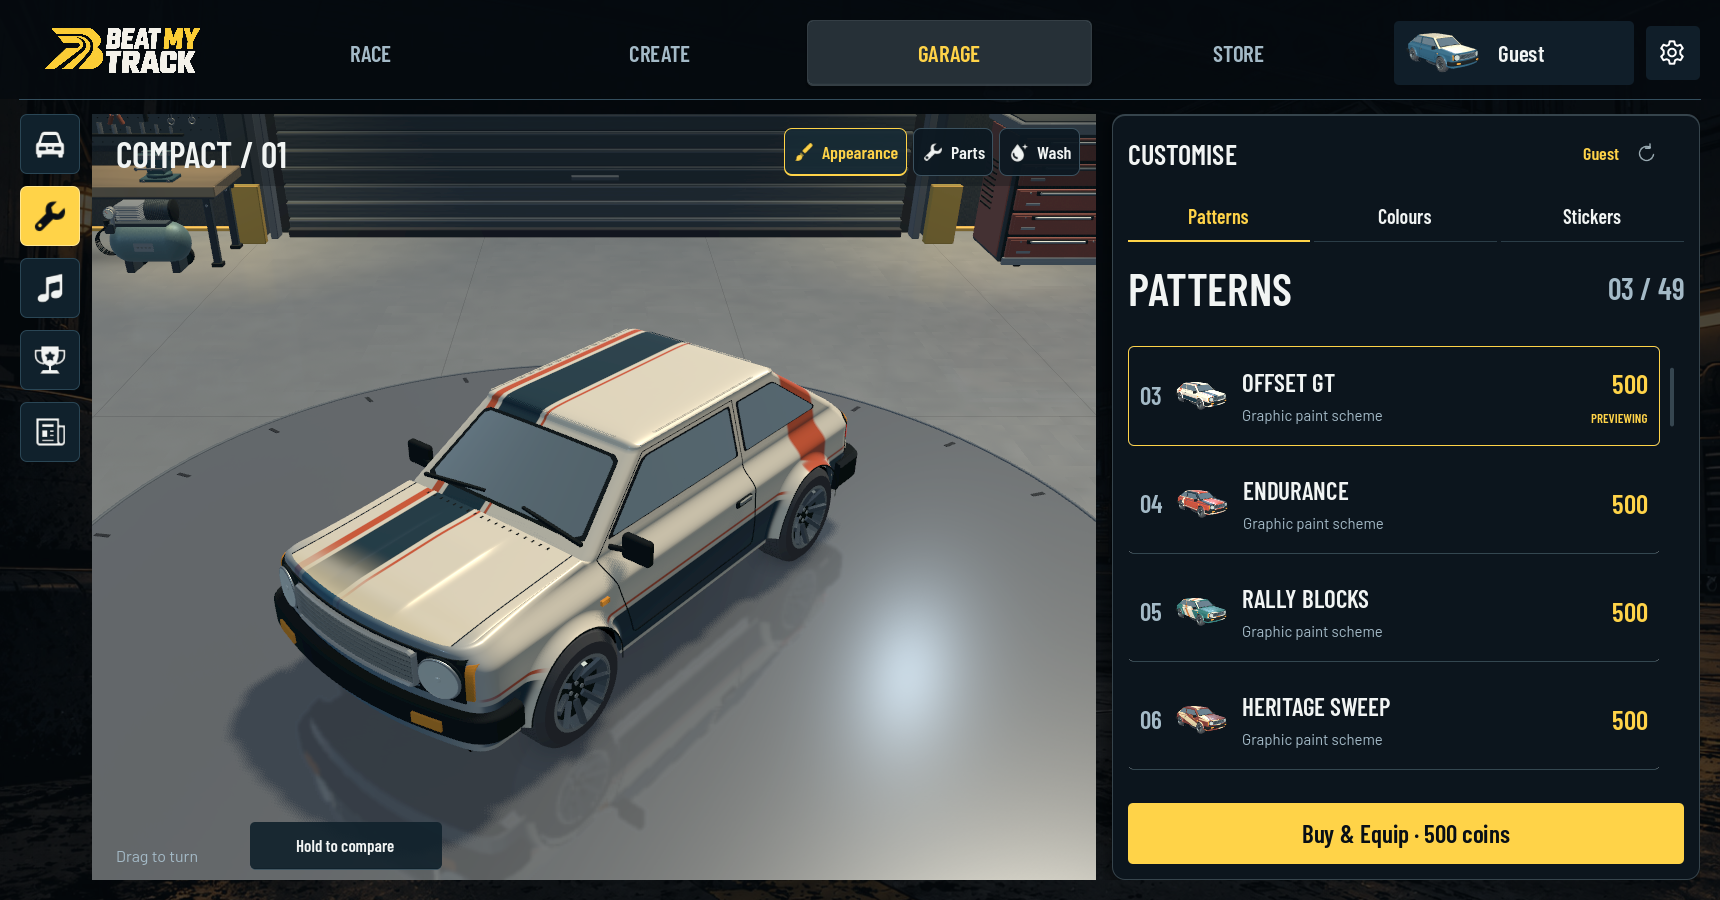 BEAT MY
TRACK
RACE
CREATE
GARAGE
STORE
Guest
COMPACT / 01
Appearance
Parts
Wash
Drag to turn
Hold to compare
CUSTOMISE
Guest
Patterns
Colours
Stickers
PATTERNS
03 / 49
03
OFFSET GT
Graphic paint scheme
500
PREVIEWING
04
ENDURANCE
Graphic paint scheme
500
05
RALLY BLOCKS
Graphic paint scheme
500
06
HERITAGE SWEEP
Graphic paint scheme
500
Buy & Equip · 500 coins